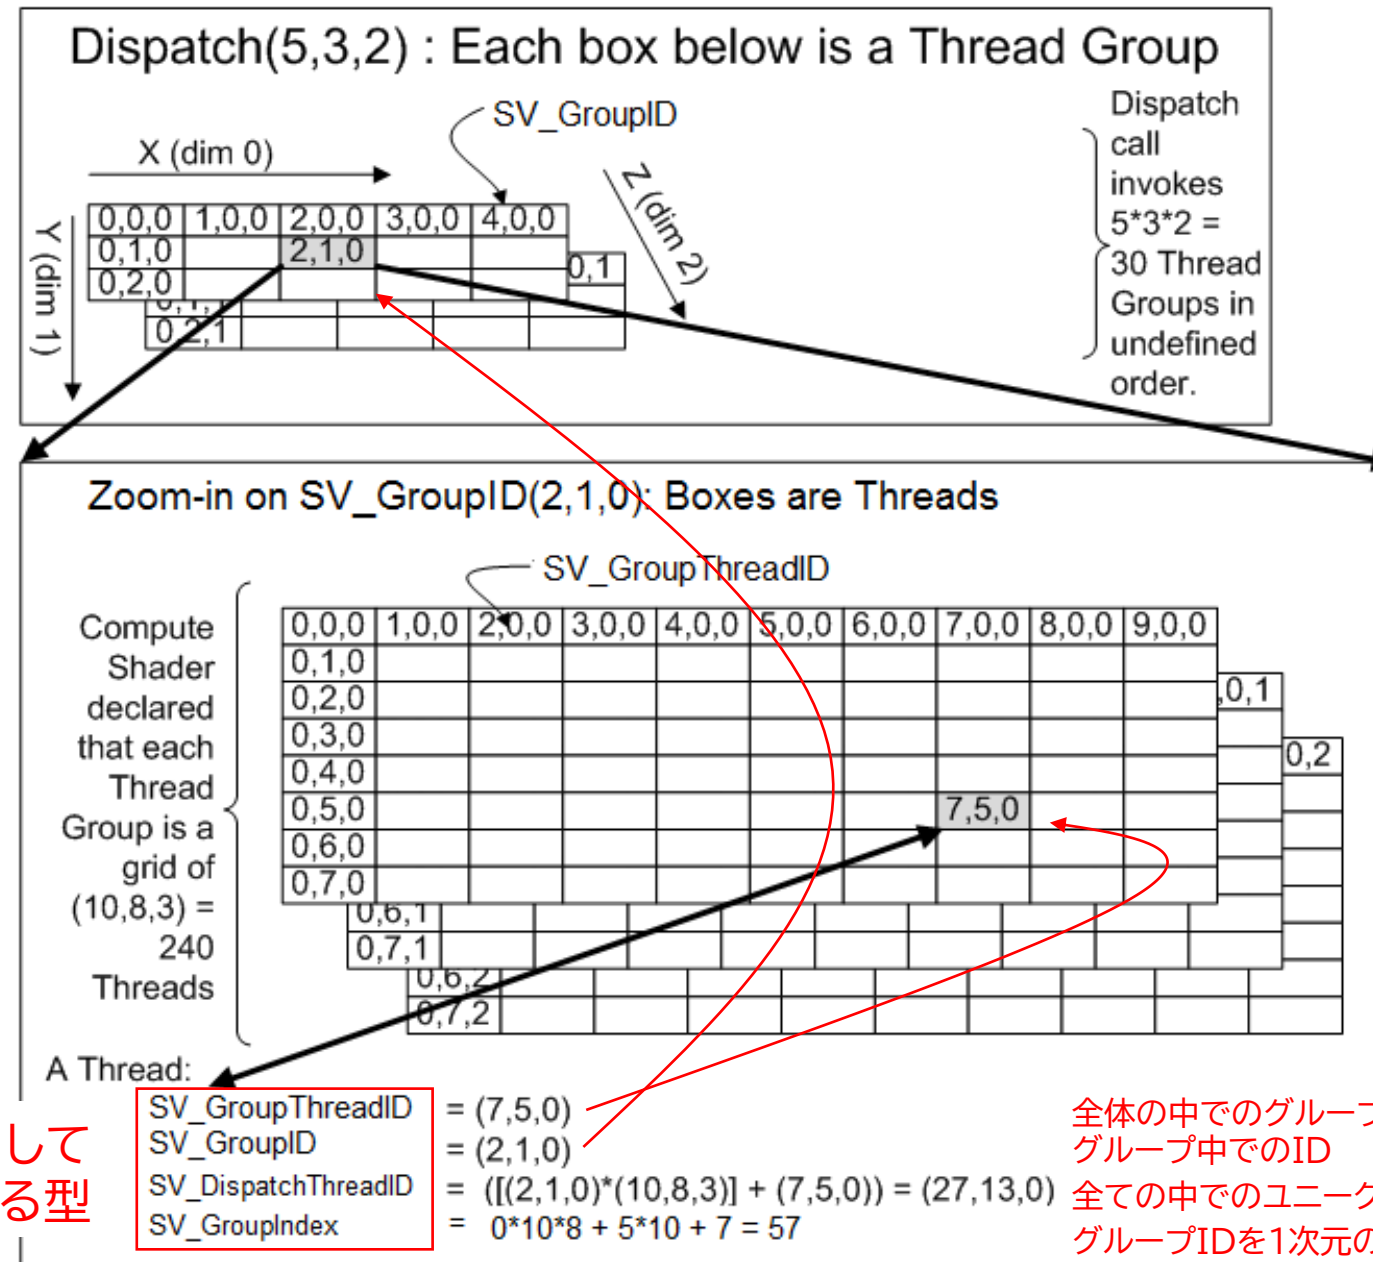 Dispatch(5,3,2) : Each box below is a Thread Group
SV_GroupID
Dispatch
call
invokes
5*3*2 =
30 Thread
Groups in
undefined
order.
X (dim 0)
Y (dim 1)
Z (dim 2)
0,0,0 1,0,0 2,0,0 3,0,0 4,0,0
0,1,0 2,1,0
0,2,0
0,1
0,2,1
Zoom-in on SV_GroupID(2,1,0): Boxes are Threads
SV_GroupThreadID
Compute
Shader
declared
that each
Thread
Group is a
grid of
(10,8,3) =
240
Threads
0,0,0 1,0,0 2,0,0 3,0,0 4,0,0 5,0,0 6,0,0 7,0,0 8,0,0 9,0,0
0,1,0
0,2,0
0,3,0
0,4,0
0,5,0 7,5,0
0,6,0
0,7,0
,0,1
0,2
0,6,1
0,7,1
0,6,2
0,7,2
A Thread:
SV_GroupThreadID = (7,5,0)
SV_GroupID = (2,1,0)
SV_DispatchThreadID = ([(2,1,0)*(10,8,3)] + (7,5,0)) = (27,13,0)
SV_GroupIndex = 0*10*8 + 5*10 + 7 = 57
して
る型
全体の中でのグループ
グループ中でのID
全ての中でのユニーク
グループIDを1次元の